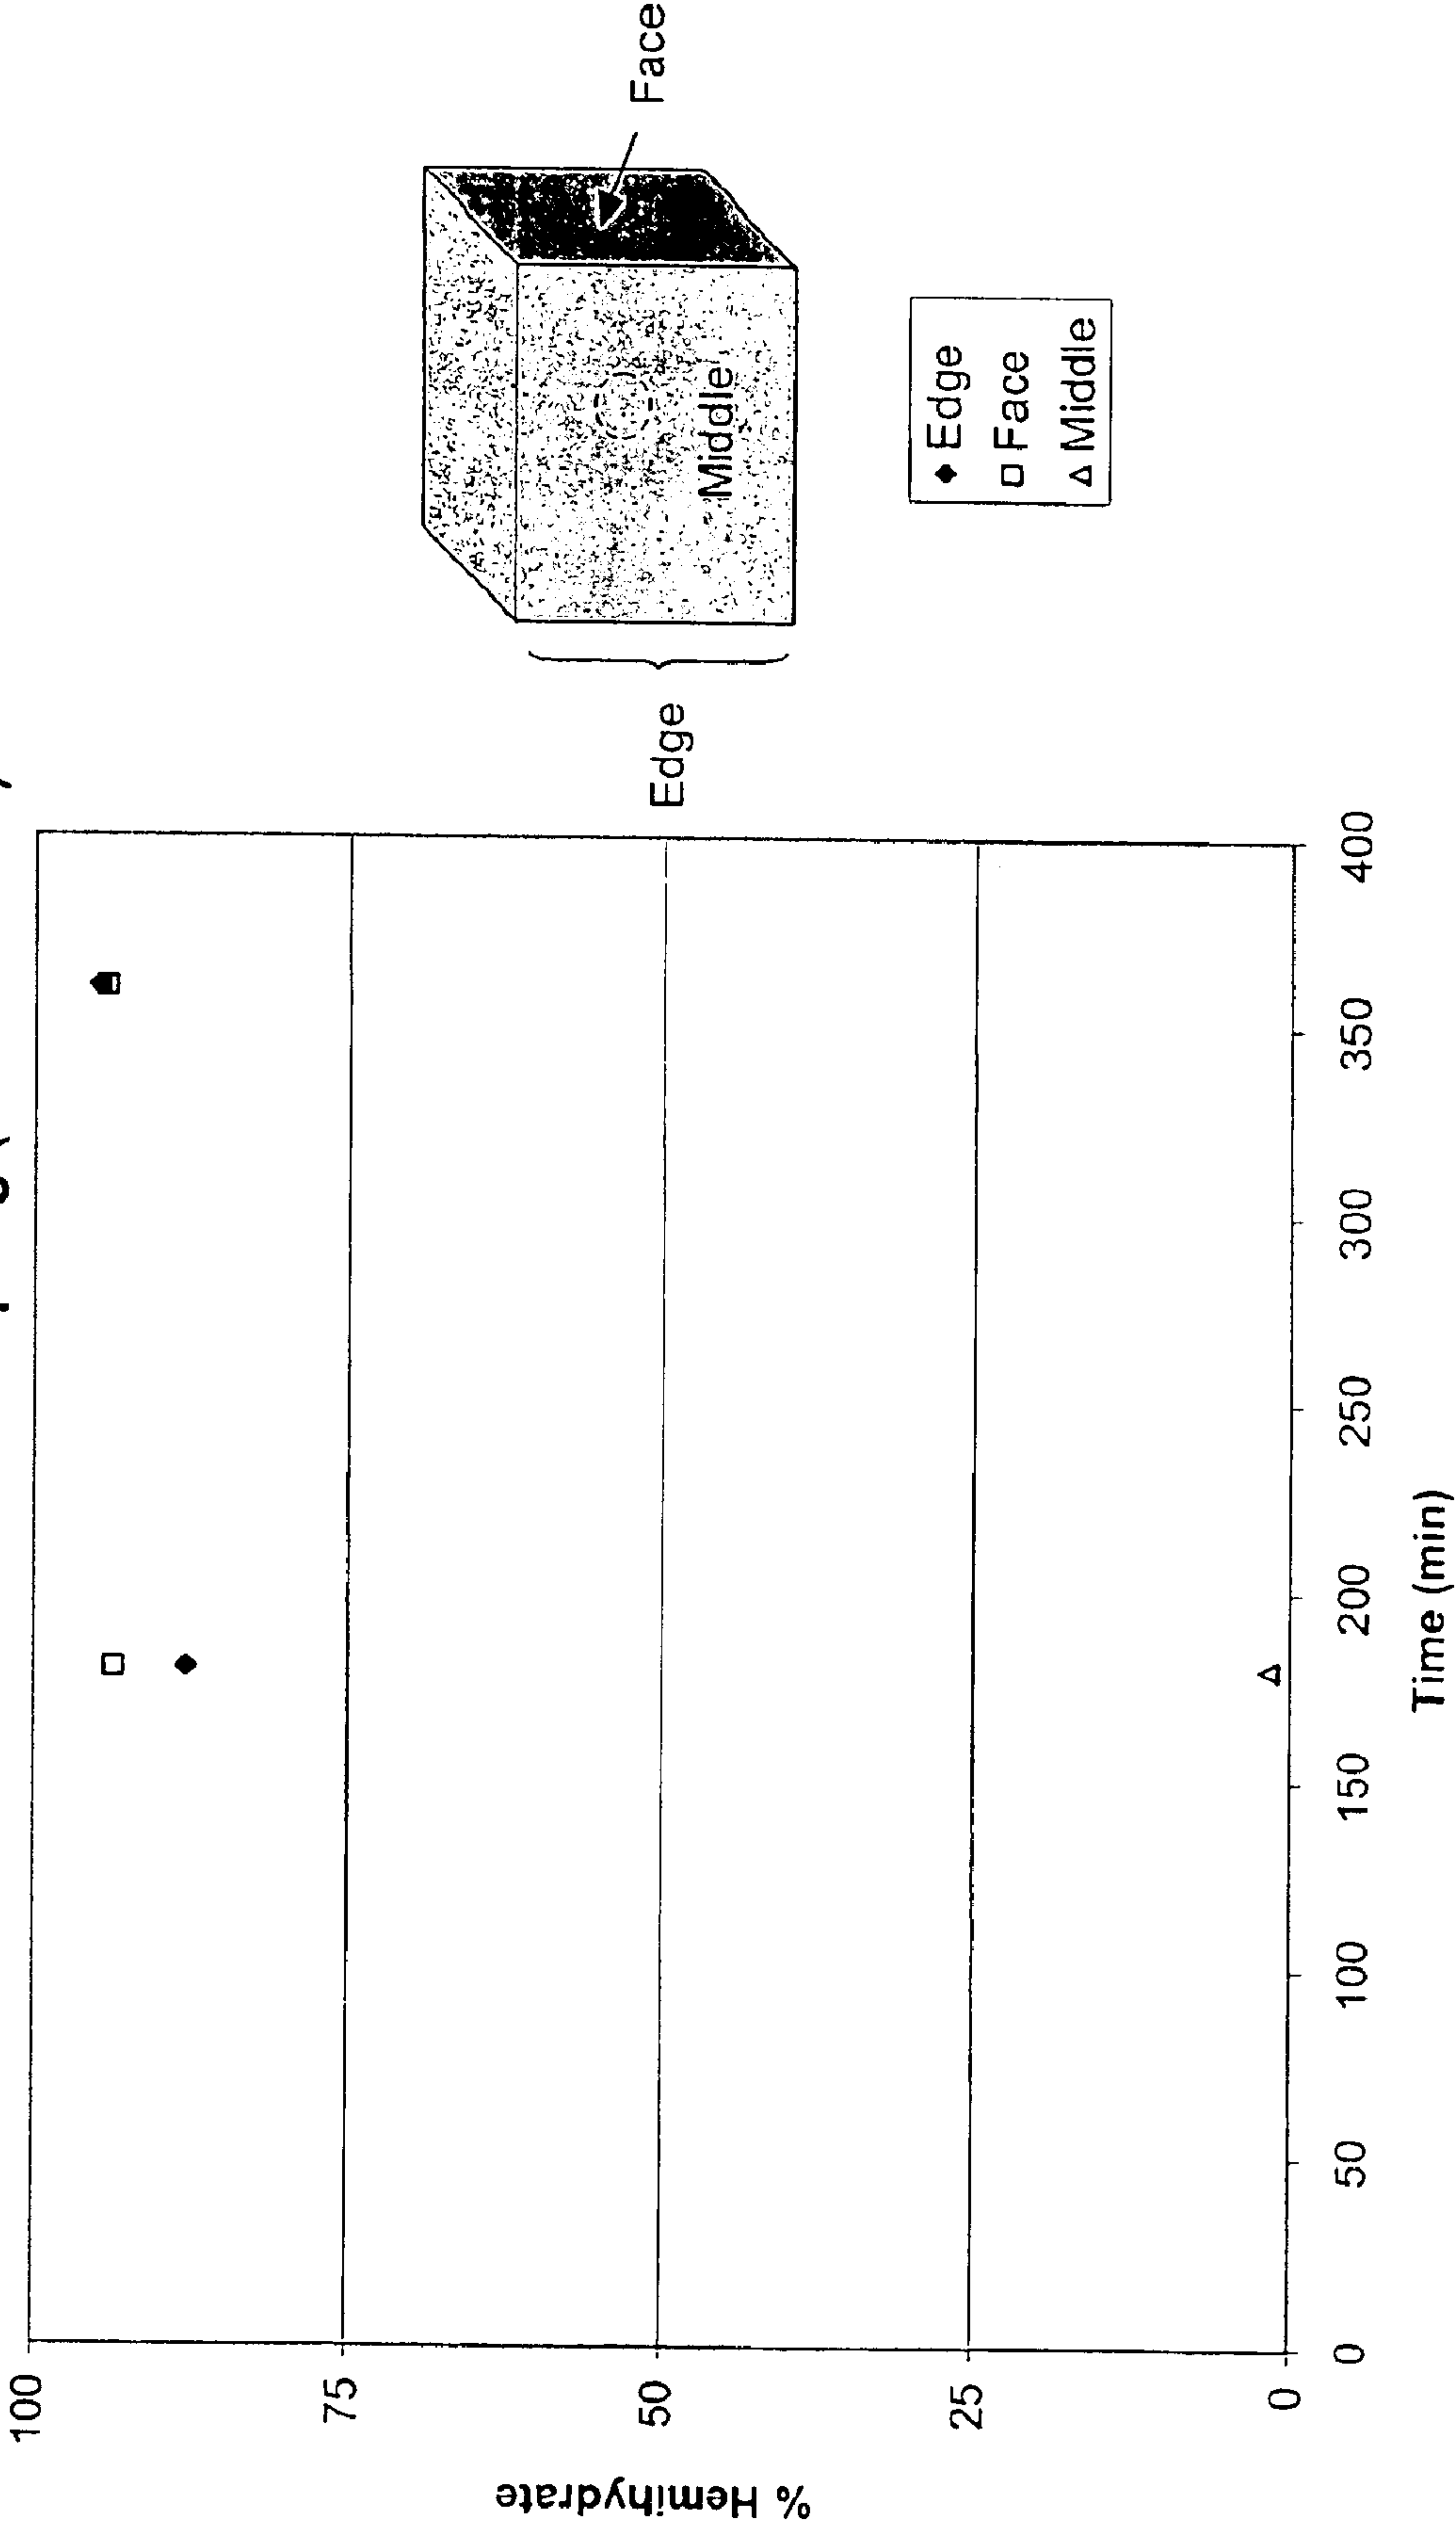 100
75
50
25
0
% Hemihydrate
0
50
100
150
200
250
300
350
400
Time (min)
Edge
Middle
Face
Edge
Face
Middle